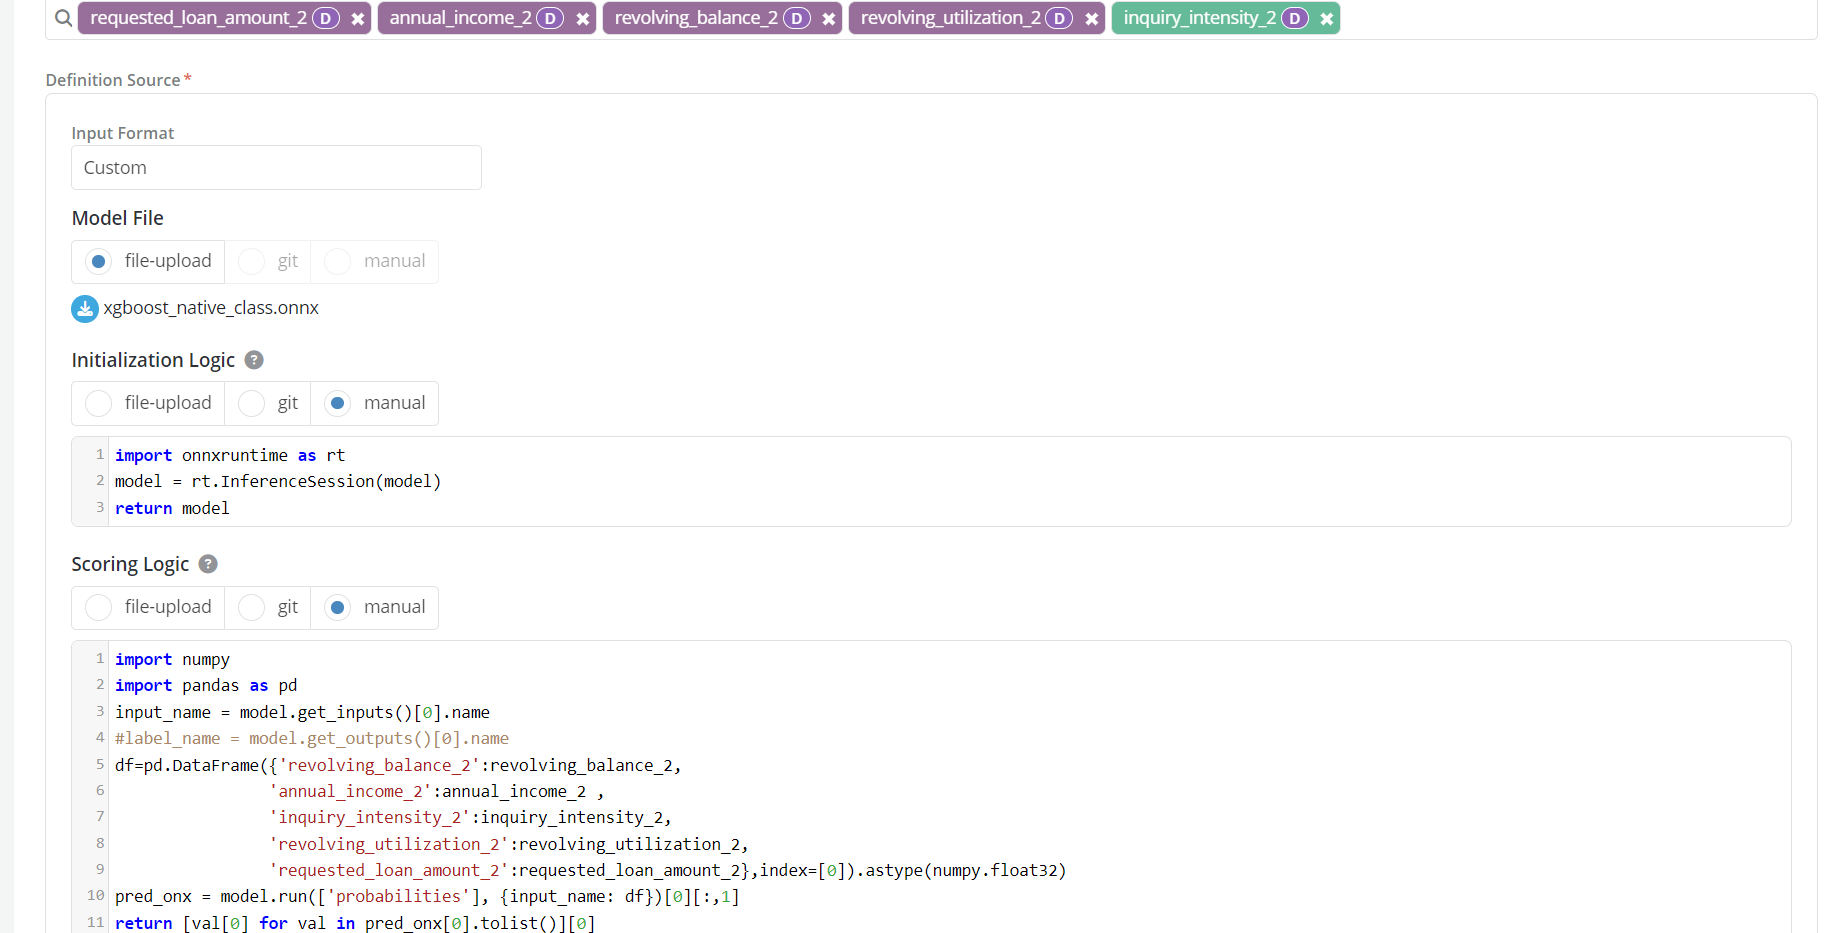 requested_loan_amount_2 D ✖ annual_income_2 D ✖ revolving_balance_2 D ✖ revolving_utilization_2 D ✖ inquiry_intensity_2 D ✖
Definition Source*
Input Format
Custom
Model File
file-upload git manual
xgboost_native_class.onnx
Initialization Logic ?
file-upload git manual
1 import onnxruntime as rt
2 model = rt.InferenceSession(model)
3 return model
Scoring Logic ?
file-upload git manual
1 import numpy
2 import pandas as pd
3 input_name = model.get_inputs()[0].name
4 #label_name = model.get_outputs()[0].name
5 df=pd.DataFrame({'revolving_balance_2':revolving_balance_2,
6 'annual_income_2':annual_income_2 ,
7 'inquiry_intensity_2':inquiry_intensity_2,
8 'revolving_utilization_2':revolving_utilization_2,
9 'requested_loan_amount_2':requested_loan_amount_2},index=[0]).astype(numpy.float32)
10 pred_onx = model.run(['probabilities'], {input_name: df})[0][:,1]
11 return [val[0] for val in pred_onx[0].tolist()][0]